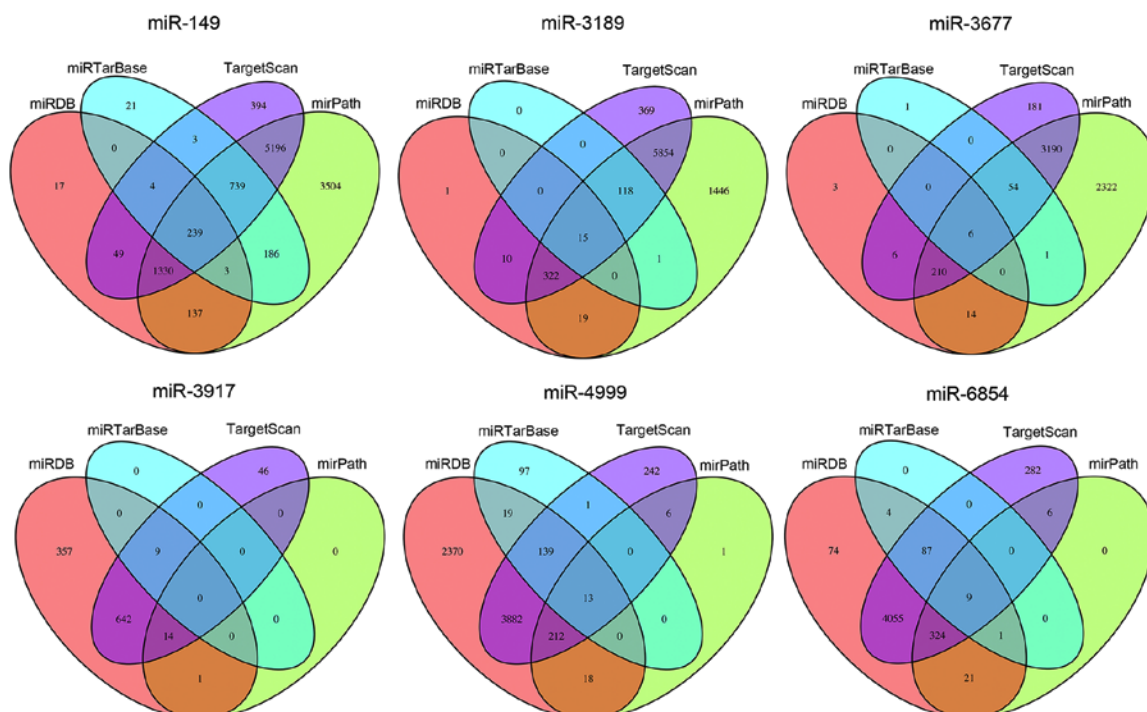 miR-149 miR-3189 miR-3677
miRTarBase TargetScan miRTarBase TargetScan miRTarBase TargetScan
miRDB mirPath miRDB mirPath miRDB mirPath
21 394 0 369 1 181
0 3 5196 0 0 5854 0 0 3190
17 4 739 3504 1 0 118 1446 3 0 54 2322
239 15 6
49 1330 3 186 10 322 0 1 6 210 0 1
137 19 14
miR-3917 miR-4999 miR-6854
miRTarBase TargetScan miRTarBase TargetScan miRTarBase TargetScan
miRDB mirPath miRDB mirPath miRDB mirPath
0 46 97 242 0 282
0 0 0 19 1 6 4 0 6
357 9 0 0 2370 139 0 1 74 87 0 0
0 13 9
642 14 0 0 3882 212 0 0 4055 324 1 0
1 18 21